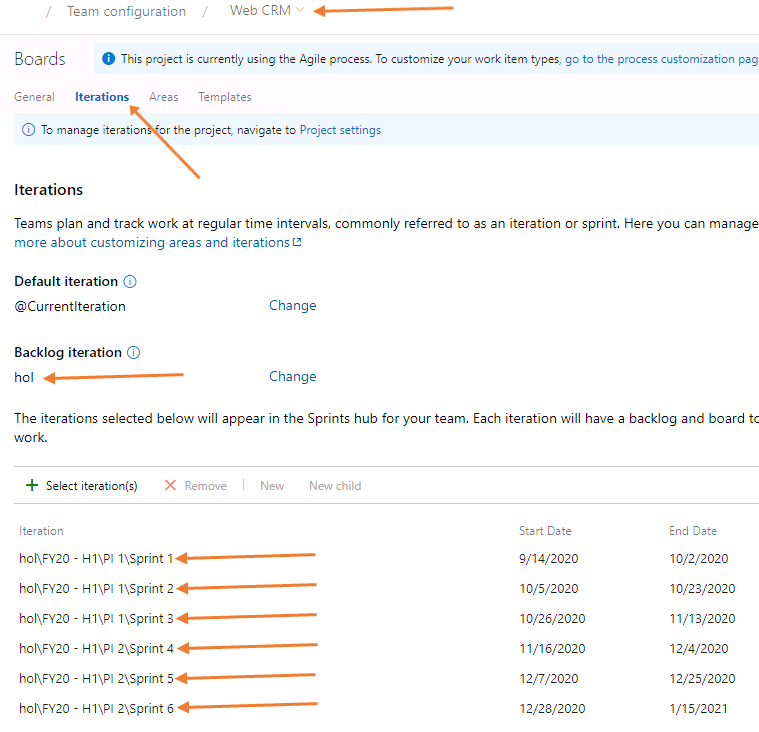 / Team configuration / Web CRM
Boards
This project is currently using the Agile process. To customize your work item types, go to the process customization pag
General Iterations Areas Templates
To manage iterations for the project, navigate to Project settings
Iterations
Teams plan and track work at regular time intervals, commonly referred to as an iteration or sprint. Here you can manage
more about customizing areas and iterations
Default iteration
@CurrentIteration Change
Backlog iteration
hol Change
The iterations selected below will appear in the Sprints hub for your team. Each iteration will have a backlog and board to
work.
+ Select iteration(s) Remove | New New child
Iteration Start Date End Date
hol\FY20 - H1\PI 1\Sprint 1 9/14/2020 10/2/2020
hol\FY20 - H1\PI 1\Sprint 2 10/5/2020 10/23/2020
hol\FY20 - H1\PI 1\Sprint 3 10/26/2020 11/13/2020
hol\FY20 - H1\PI 2\Sprint 4 11/16/2020 12/4/2020
hol\FY20 - H1\PI 2\Sprint 5 12/7/2020 12/25/2020
hol\FY20 - H1\PI 2\Sprint 6 12/28/2020 1/15/2021